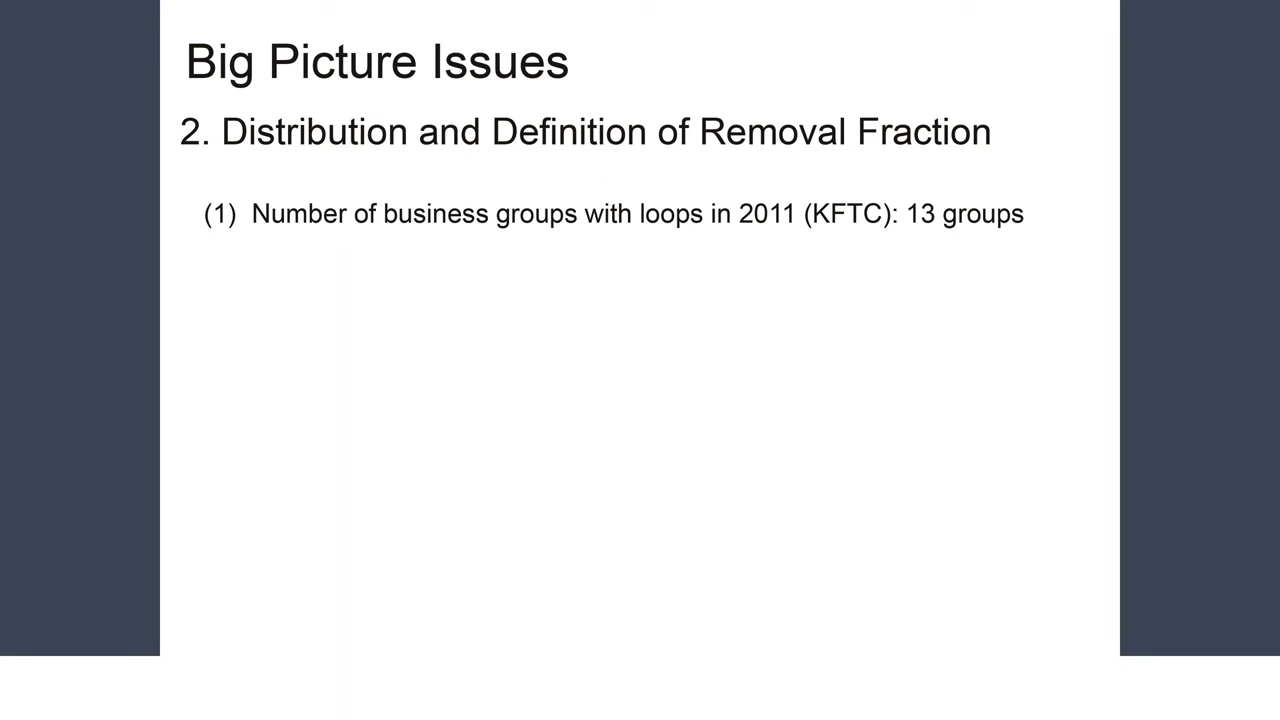 Big Picture Issues
2. Distribution and Definition of Removal Fraction
(1) Number of business groups with loops in 2011 (KFTC): 13 groups